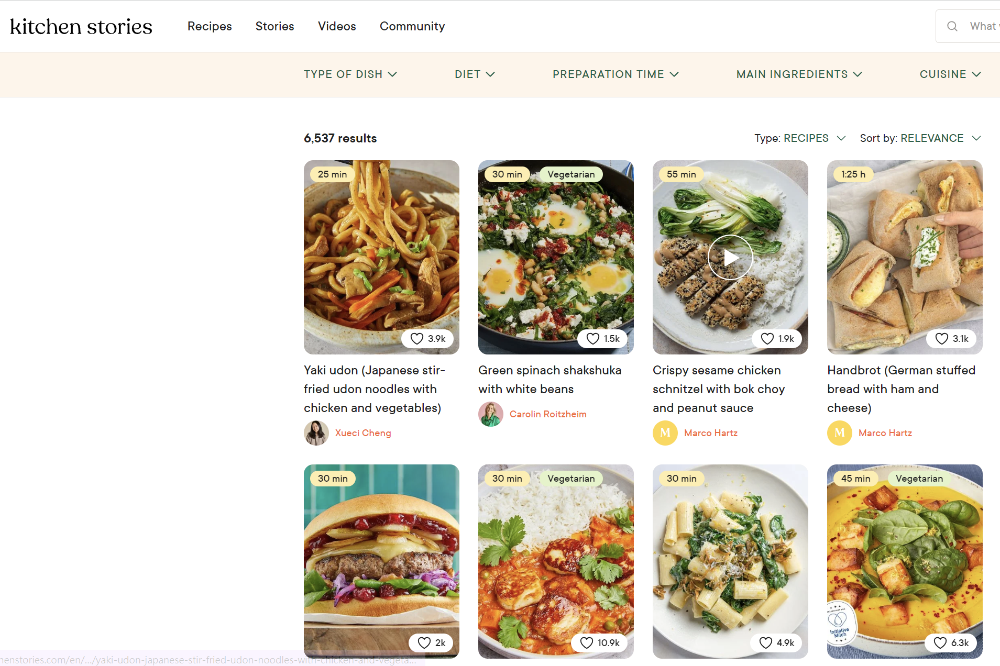 kitchen stories
Recipes
Stories
Videos
Community
What
TYPE OF DISH
DIET
PREPARATION TIME
MAIN INGREDIENTS
CUISINE
6,537 results
Type: RECIPES
Sort by: RELEVANCE
25 min
3.9k
30 min
Vegetarian
1.5k
55 min
1.9k
1:25 h
3.1k
Yaki udon (Japanese stir-
fried udon noodles with
chicken and vegetables)
Xueci Cheng
Green spinach shakshuka
with white beans
Carolin Roitzheim
Crispy sesame chicken
schnitzel with bok choy
and peanut sauce
M
Marco Hartz
Handbrot (German stuffed
bread with ham and
cheese)
M
Marco Hartz
30 min
2k
30 min
Vegetarian
10.9k
30 min
4.9k
45 min
Vegetarian
Initiative
Milch
6.3k
henstories.com/en/.../yaki-udon-japanese-stir-fried-udon-noodles-with-chicken-and-vegeta...